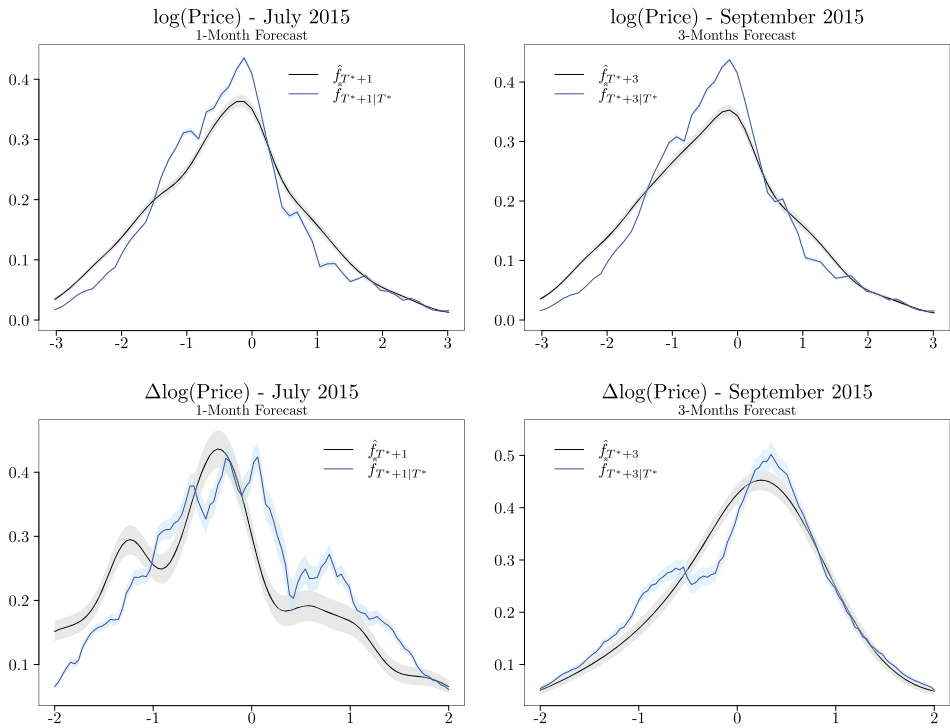 log(Price) - July 2015
1-Month Forecast
0.4
0.3
0.2
0.1
0.0
-3 -2 -1 0 1 2 3
f̂_{T*+1}
f̂_{T*+1|T*}
log(Price) - September 2015
3-Months Forecast
0.4
0.3
0.2
0.1
0.0
-3 -2 -1 0 1 2 3
f̂_{T*+3}
f̂_{T*+3|T*}
Δlog(Price) - July 2015
1-Month Forecast
0.4
0.3
0.2
0.1
-2 -1 0 1 2
f̂_{T*+1}
f̂_{T*+1|T*}
Δlog(Price) - September 2015
3-Months Forecast
0.5
0.4
0.3
0.2
0.1
-2 -1 0 1 2
f̂_{T*+3}
f̂_{T*+3|T*}